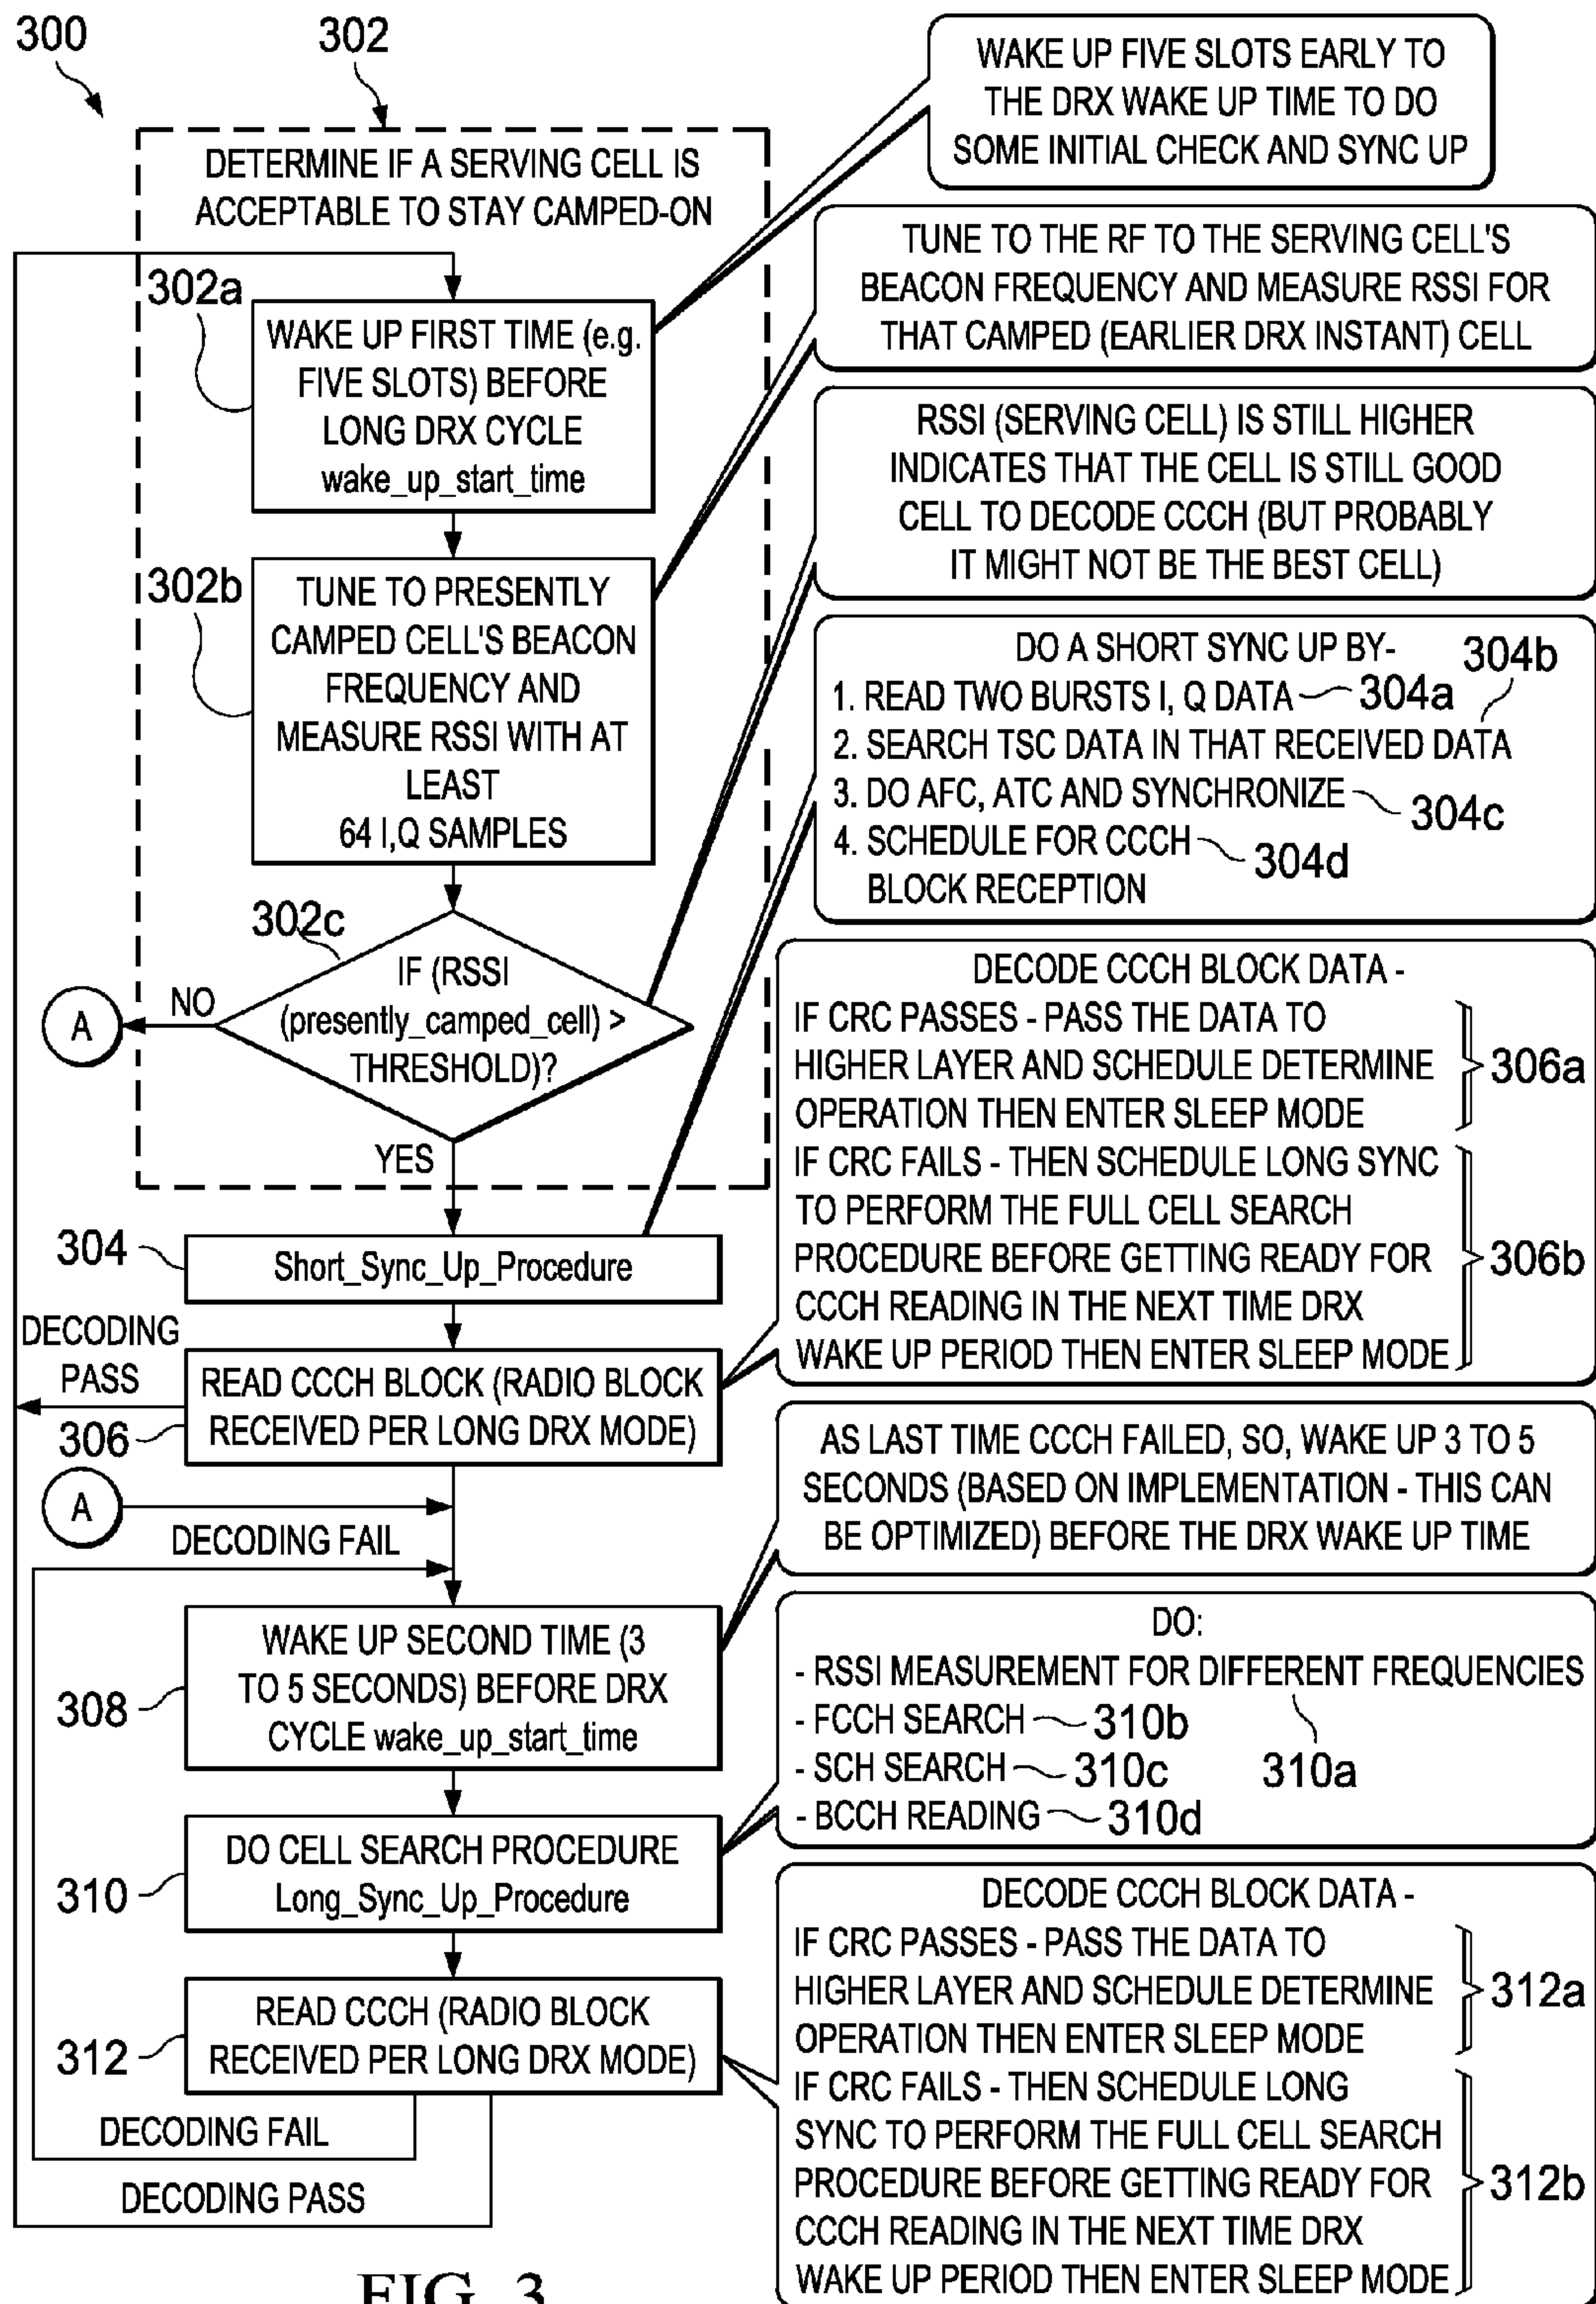 300
302
DETERMINE IF A SERVING CELL IS
ACCEPTABLE TO STAY CAMPED-ON
302a
WAKE UP FIRST TIME (e.g.
FIVE SLOTS) BEFORE
LONG DRX CYCLE
wake_up_start_time
302b
TUNE TO PRESENTLY
CAMPED CELL'S BEACON
FREQUENCY AND
MEASURE RSSI WITH AT
LEAST
64 I,Q SAMPLES
302c
IF (RSSI
(presently_camped_cell) >
THRESHOLD)?
NO
A
YES
304
Short_Sync_Up_Procedure
DECODING
PASS
READ CCCH BLOCK (RADIO BLOCK
RECEIVED PER LONG DRX MODE)
306
A
DECODING FAIL
WAKE UP SECOND TIME (3
TO 5 SECONDS) BEFORE DRX
CYCLE wake_up_start_time
308
DO CELL SEARCH PROCEDURE
Long_Sync_Up_Procedure
310
READ CCCH (RADIO BLOCK
RECEIVED PER LONG DRX MODE)
312
DECODING FAIL
DECODING PASS
WAKE UP FIVE SLOTS EARLY TO
THE DRX WAKE UP TIME TO DO
SOME INITIAL CHECK AND SYNC UP
TUNE TO THE RF TO THE SERVING CELL'S
BEACON FREQUENCY AND MEASURE RSSI FOR
THAT CAMPED (EARLIER DRX INSTANT) CELL
RSSI (SERVING CELL) IS STILL HIGHER
INDICATES THAT THE CELL IS STILL GOOD
CELL TO DECODE CCCH (BUT PROBABLY
IT MIGHT NOT BE THE BEST CELL)
DO A SHORT SYNC UP BY-
304b
1. READ TWO BURSTS I, Q DATA 304a
2. SEARCH TSC DATA IN THAT RECEIVED DATA
3. DO AFC, ATC AND SYNCHRONIZE 304c
4. SCHEDULE FOR CCCH 304d
BLOCK RECEPTION
DECODE CCCH BLOCK DATA -
IF CRC PASSES - PASS THE DATA TO
HIGHER LAYER AND SCHEDULE DETERMINE
OPERATION THEN ENTER SLEEP MODE
306a
IF CRC FAILS - THEN SCHEDULE LONG SYNC
TO PERFORM THE FULL CELL SEARCH
PROCEDURE BEFORE GETTING READY FOR
CCCH READING IN THE NEXT TIME DRX
WAKE UP PERIOD THEN ENTER SLEEP MODE
306b
AS LAST TIME CCCH FAILED, SO, WAKE UP 3 TO 5
SECONDS (BASED ON IMPLEMENTATION - THIS CAN
BE OPTIMIZED) BEFORE THE DRX WAKE UP TIME
DO:
- RSSI MEASUREMENT FOR DIFFERENT FREQUENCIES
- FCCH SEARCH 310b
- SCH SEARCH 310c
310a
- BCCH READING 310d
DECODE CCCH BLOCK DATA -
IF CRC PASSES - PASS THE DATA TO
HIGHER LAYER AND SCHEDULE DETERMINE
OPERATION THEN ENTER SLEEP MODE
312a
IF CRC FAILS - THEN SCHEDULE LONG
SYNC TO PERFORM THE FULL CELL SEARCH
PROCEDURE BEFORE GETTING READY FOR
CCCH READING IN THE NEXT TIME DRX
WAKE UP PERIOD THEN ENTER SLEEP MODE
312b
FIG. 3